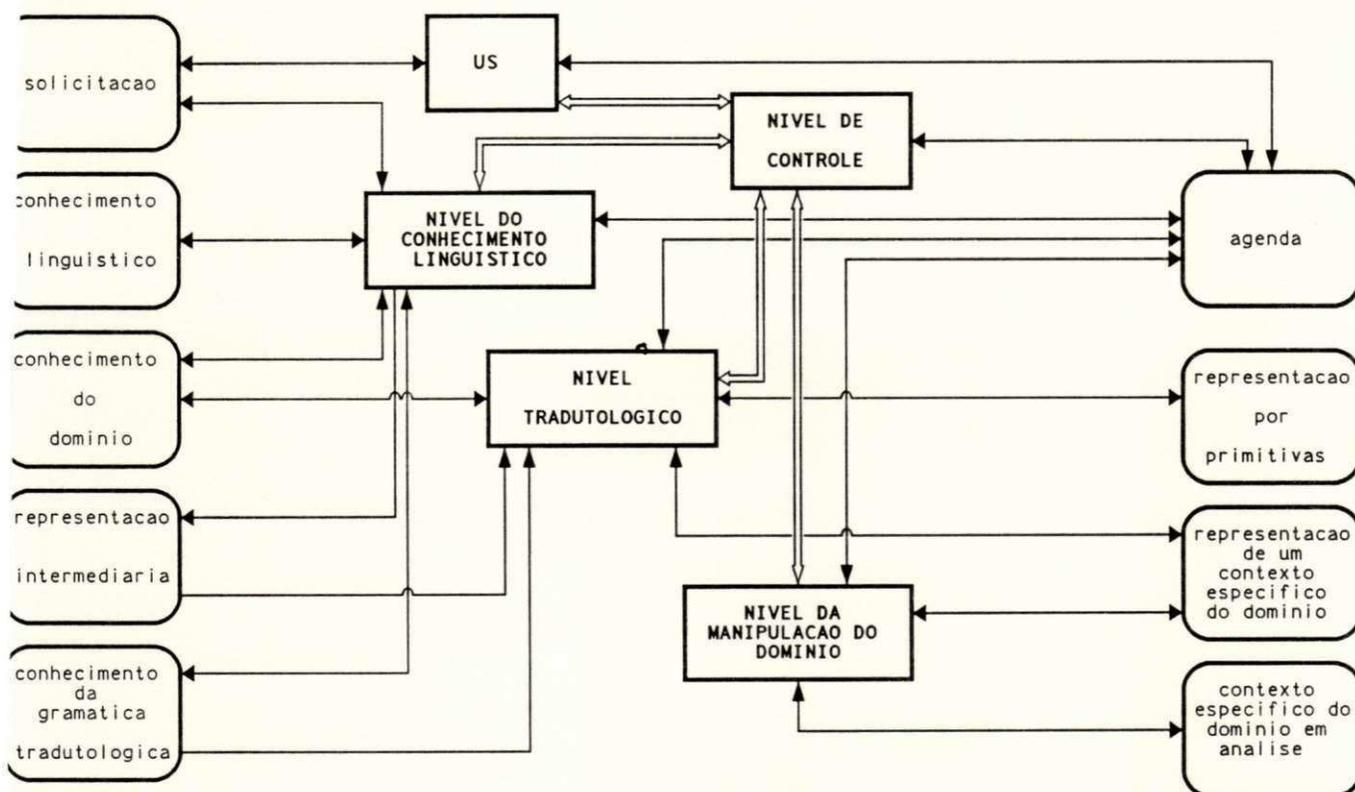 solicitacao
US
NIVEL DE
CONTROLE
conhecimento
linguistico
NIVEL DO
CONHECIMENTO
LINGUISTICO
agenda
conhecimento
do
dominio
NIVEL
TRADUTOLOGICO
representacao
por
primitivas
representacao
intermediaria
NIVEL DA
MANIPULACAO DO
DOMINIO
representacao
de um
contexto
especifico
do dominio
conhecimento
da
gramatica
tradutologica
contexto
especifico do
dominio em
analise